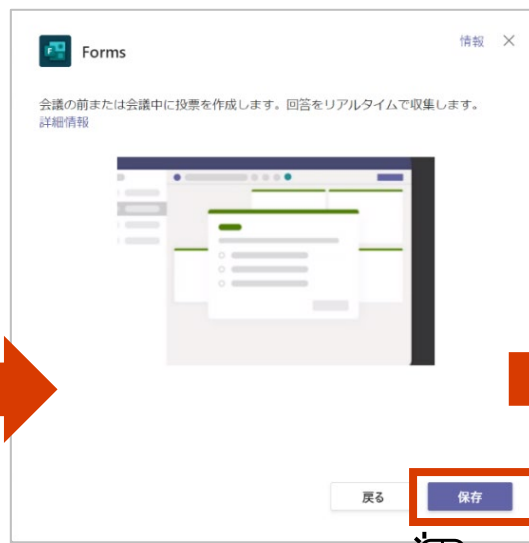 Forms
情報
会議の前または会議中に投票を作成します。回答をリアルタイムで収集します。
詳細情報
戻る
保存